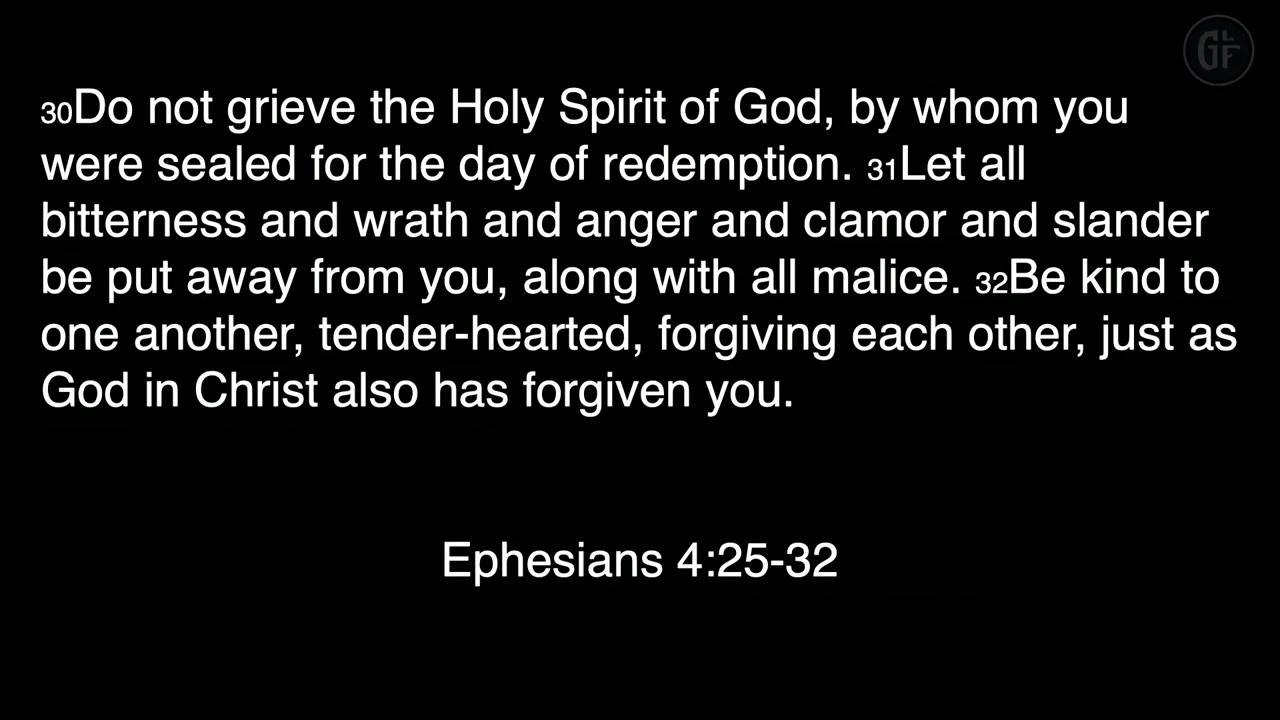 30Do not grieve the Holy Spirit of God, by whom you
were sealed for the day of redemption. 31Let all
bitterness and wrath and anger and clamor and slander
be put away from you, along with all malice. 32Be kind to
one another, tender-hearted, forgiving each other, just as
God in Christ also has forgiven you.
Ephesians 4:25-32